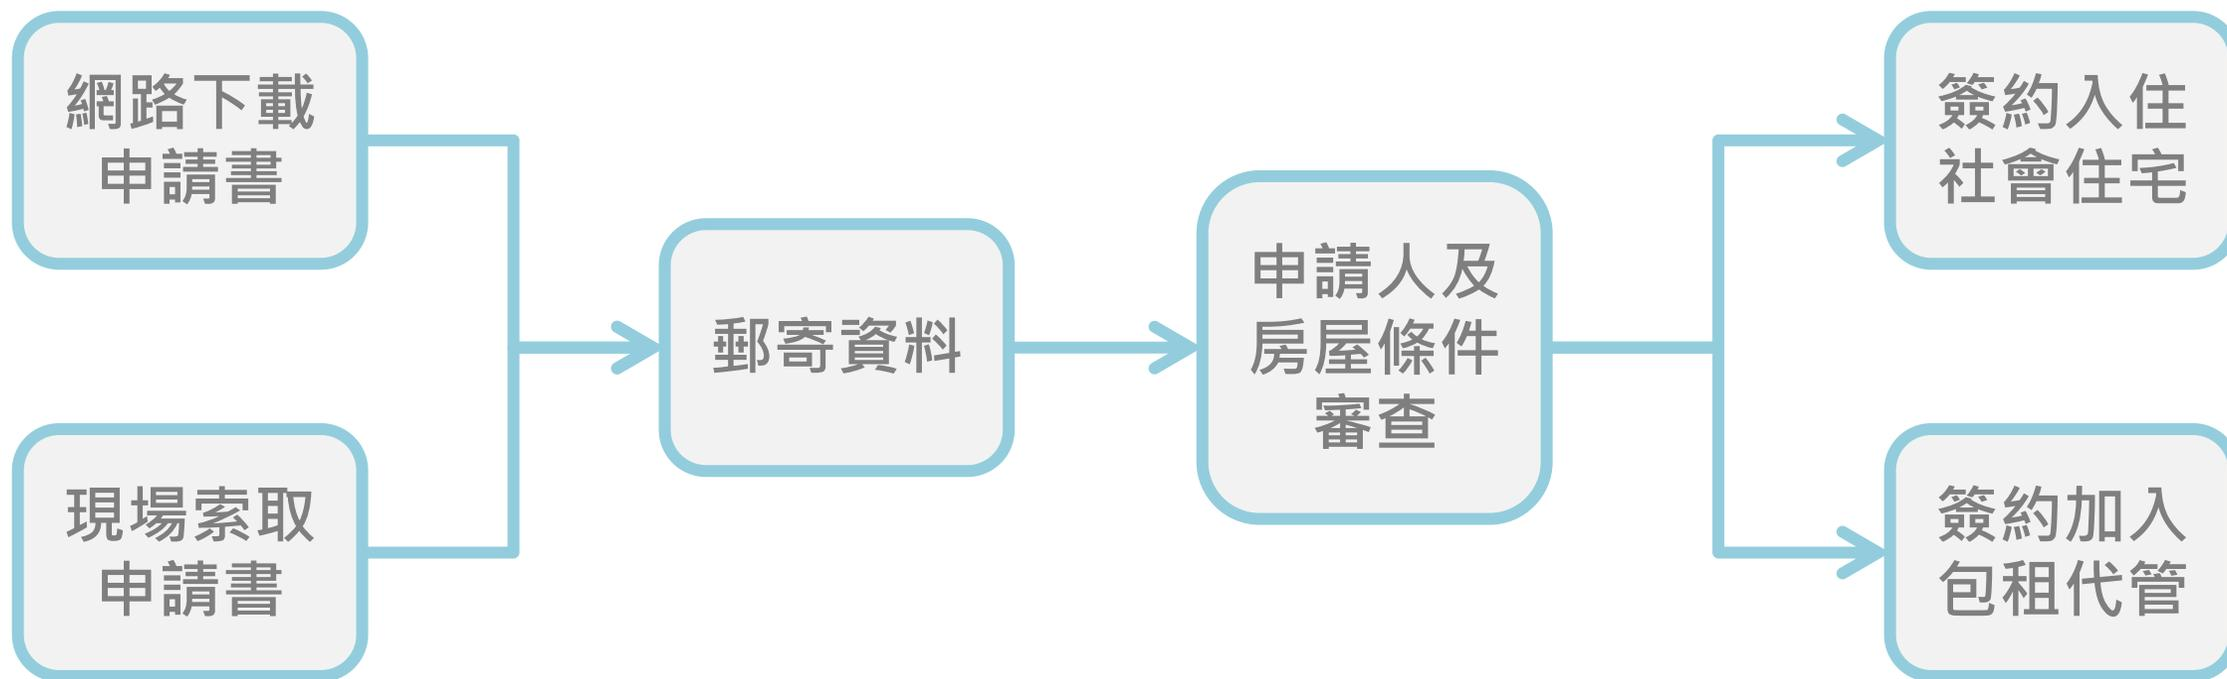 網路下載
申請書
現場索取
申請書
郵寄資料
申請人及
房屋條件
審查
簽約入住
社會住宅
簽約加入
包租代管